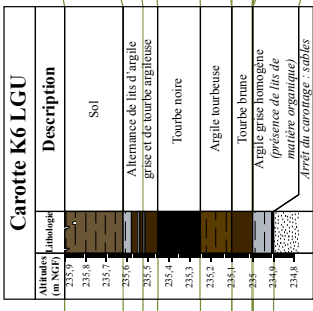 Carotte K6 LGU
Altitudes
(m NGF)
Lithologie
Description
235,9
235,8
235,7
235,6
235,5
235,4
235,3
235,2
235,1
235
234,9
234,8
Sol
Alternance de lits d'argile
grise et de tourbe argileuse
Tourbe noire
Argile tourbeuse
Tourbe brune
Argile grise homogène
(présence de lits de
matière organique)
Arrêt du carottage : sables